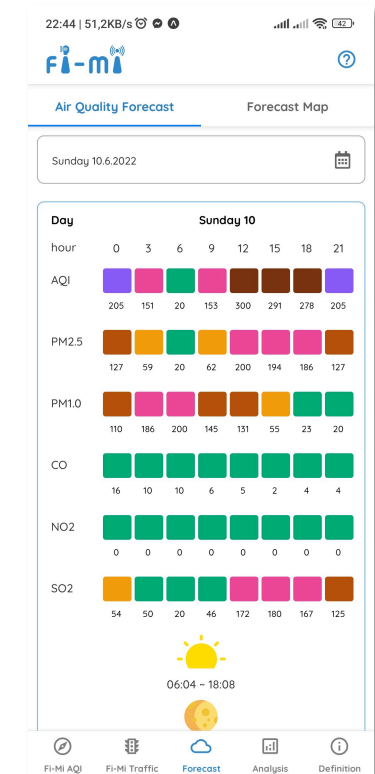 22:44 | 51,2KB/s
42
Fi-Mi
Air Quality Forecast Forecast Map
Sunday 10.6.2022
Day Sunday 10
hour 0 3 6 9 12 15 18 21
AQI
205 151 20 153 300 291 278 205
PM2.5
127 59 20 62 200 194 186 127
PM1.0
110 186 200 145 131 55 23 20
CO
16 10 10 6 5 2 4 4
NO2
0 0 0 0 0 0 0 0
SO2
54 50 20 46 172 180 167 125
06:04 ~ 18:08
Fi-Mi AQI Fi-Mi Traffic Forecast Analysis Definition